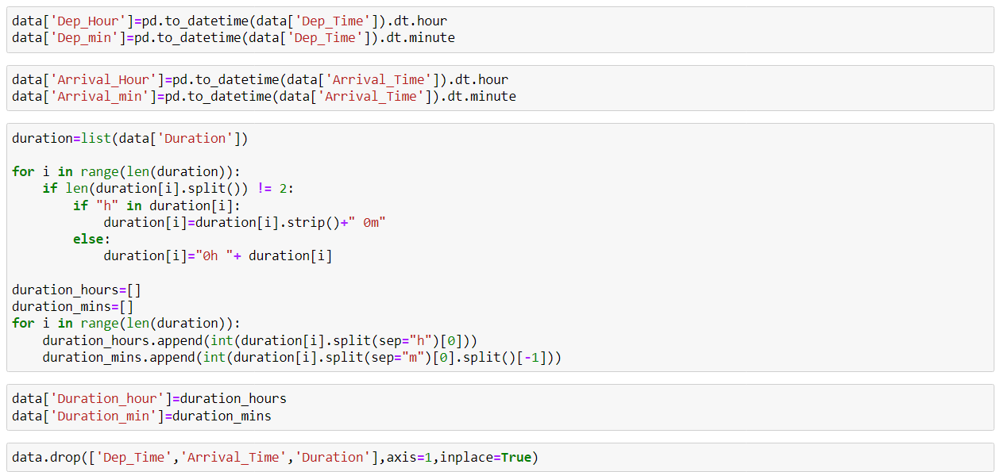 data['Dep_Hour']=pd.to_datetime(data['Dep_Time']).dt.hour
data['Dep_min']=pd.to_datetime(data['Dep_Time']).dt.minute
data['Arrival_Hour']=pd.to_datetime(data['Arrival_Time']).dt.hour
data['Arrival_min']=pd.to_datetime(data['Arrival_Time']).dt.minute
duration=list(data['Duration'])
for i in range(len(duration)):
    if len(duration[i].split()) != 2:
        if "h" in duration[i]:
            duration[i]=duration[i].strip()+" 0m"
        else:
            duration[i]="0h "+ duration[i]
duration_hours=[]
duration_mins=[]
for i in range(len(duration)):
    duration_hours.append(int(duration[i].split(sep="h")[0]))
    duration_mins.append(int(duration[i].split(sep="m")[0].split()[-1]))
data['Duration_hour']=duration_hours
data['Duration_min']=duration_mins
data.drop(['Dep_Time','Arrival_Time','Duration'],axis=1,inplace=True)